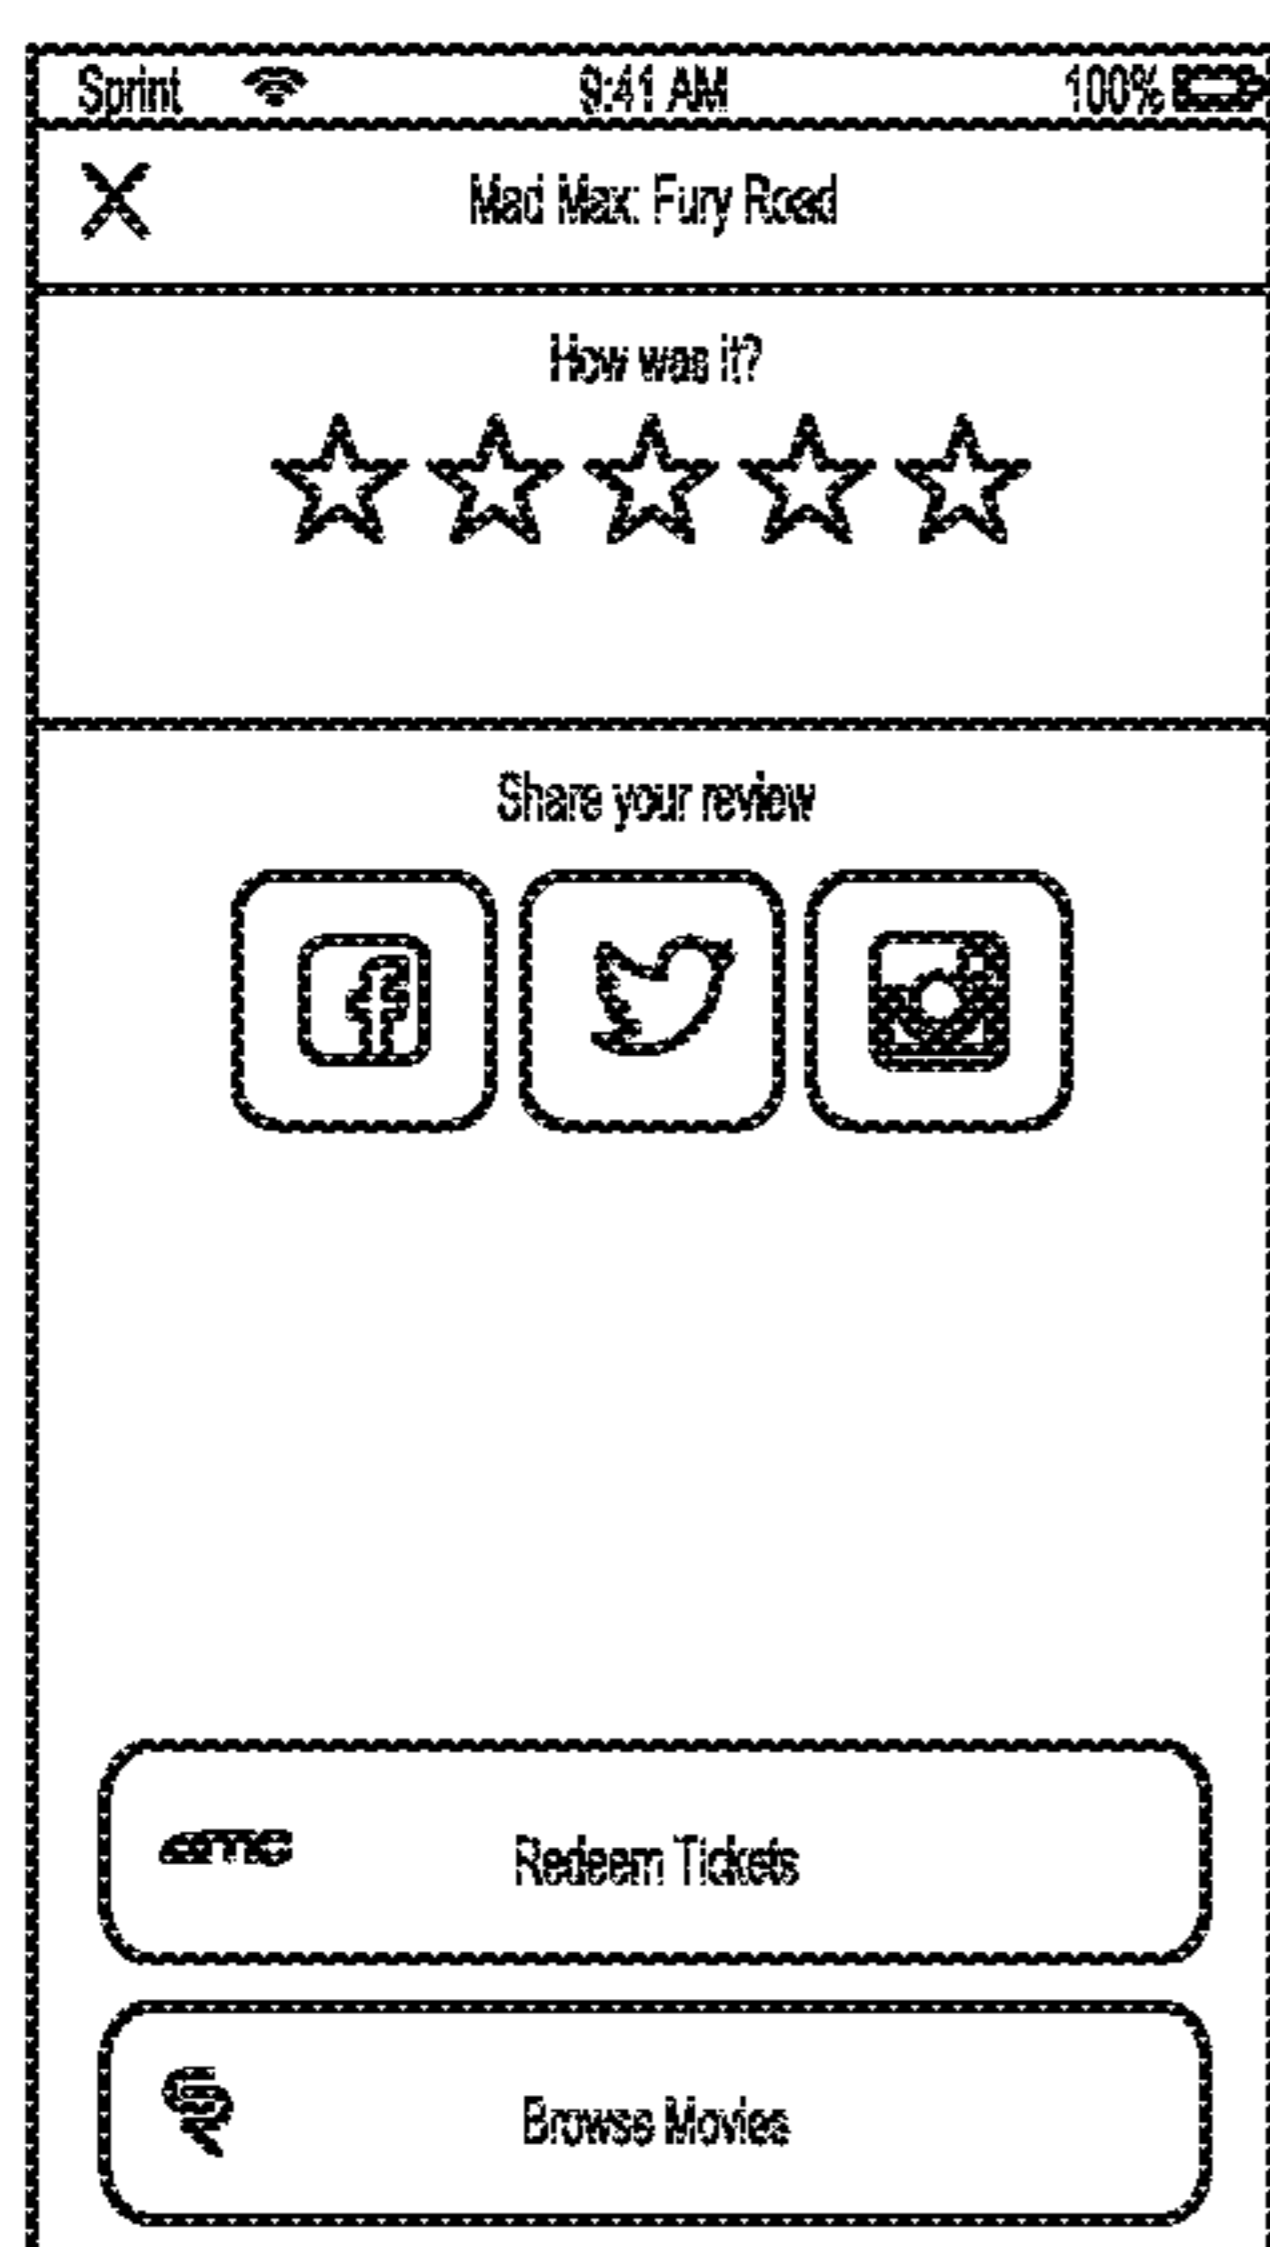 Sprint 9:41 AM 100%
Mad Max: Fury Road
How was it?
Share your review
f
amc Redeem Tickets
Browse Movies